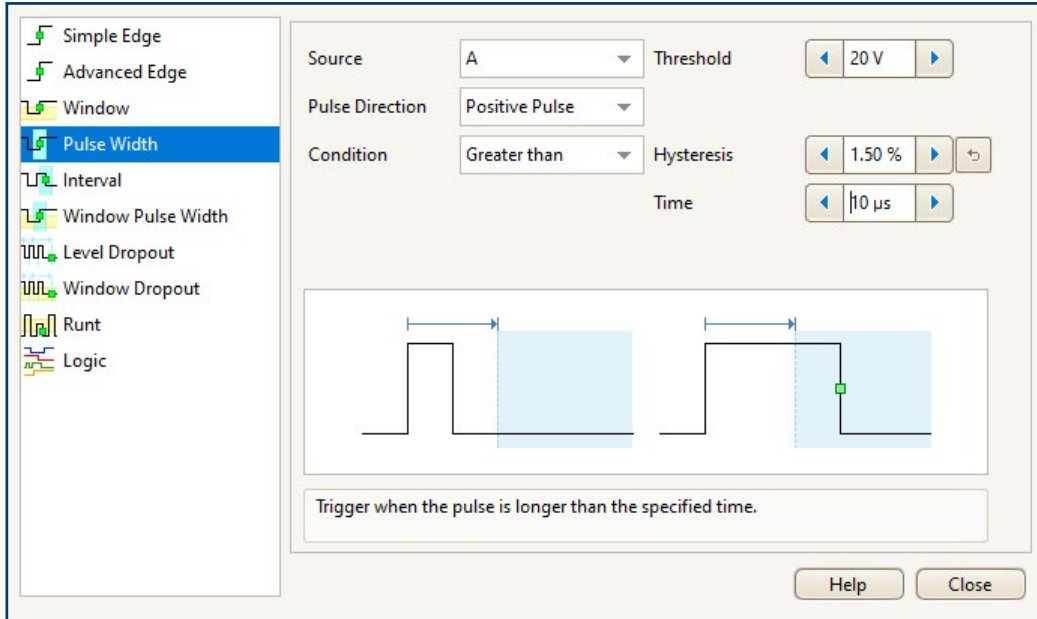 Simple Edge
Advanced Edge
Window
Pulse Width
Interval
Window Pulse Width
Level Dropout
Window Dropout
Runt
Logic
Source A Threshold 20 V
Pulse Direction Positive Pulse
Condition Greater than Hysteresis 1.50 %
Time 10 µs
Trigger when the pulse is longer than the specified time.
Help Close